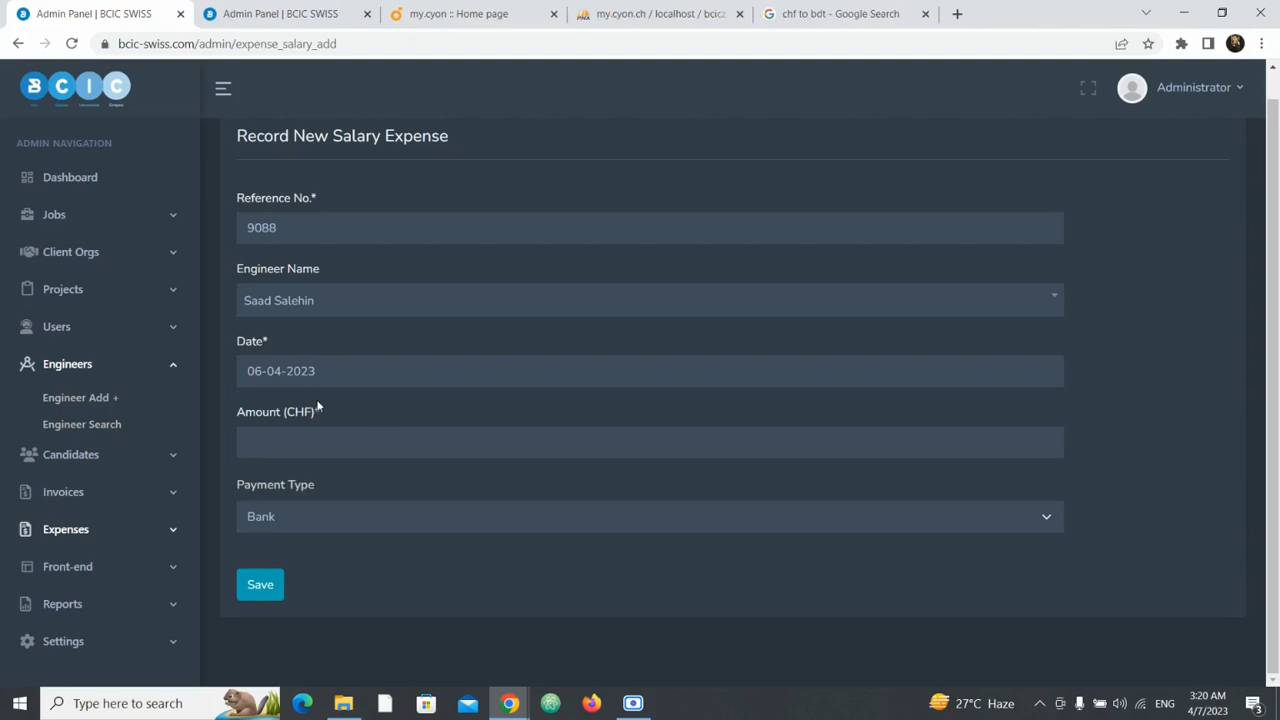 Admin Panel | BCIC SWISS
Admin Panel | BCIC SWISS
my.cyon :: Home page
my.cyon.ch / localhost / bcic2
chf to bdt - Google Search
bcic-swiss.com/admin/expense_salary_add
B C I C
Administrator
ADMIN NAVIGATION
Dashboard
Jobs
Client Orgs
Projects
Users
Engineers
Engineer Add +
Engineer Search
Candidates
Invoices
Expenses
Front-end
Reports
Settings
Record New Salary Expense
Reference No.*
9088
Engineer Name
Saad Salehin
Date*
06-04-2023
Amount (CHF)*
Payment Type
Bank
Save
Type here to search
27°C Haze
ENG
3:20 AM
4/7/2023
3